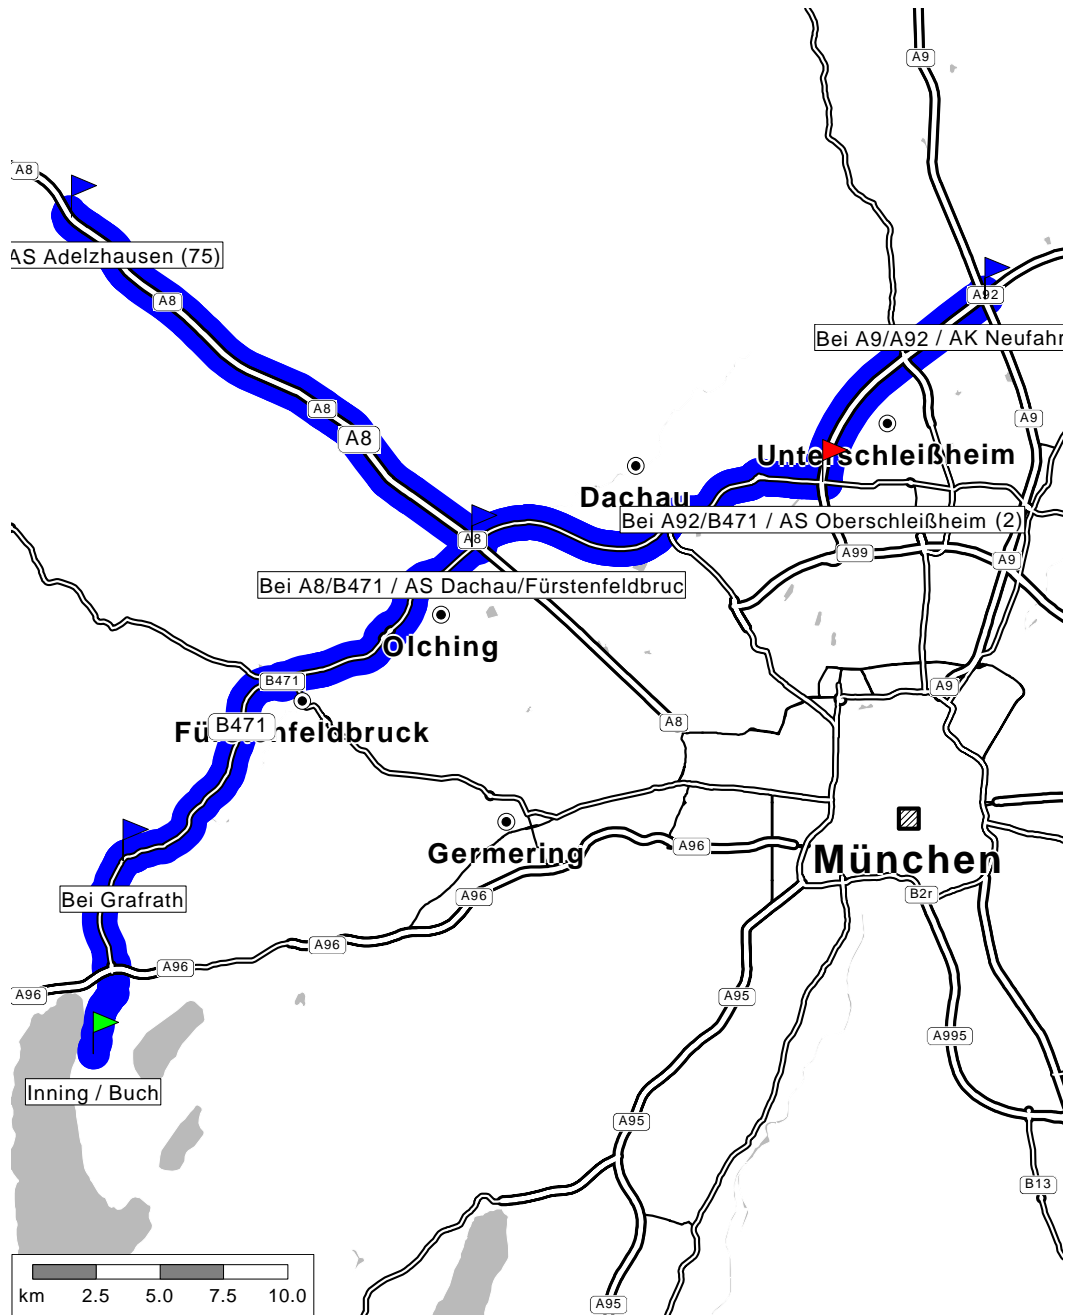 A9
A8
AS Adelzhausen (75)
A92
A8
Bei A9/A92 / AK Neufahr
A8
A9
A8
Unterschleißheim
Dachau
Bei A92/B471 / AS Oberschleißheim (2)
A8
A99
A9
Bei A8/B471 / AS Dachau/Fürstenfeldbruc
Olching
B471
A9
A8
B471
Fürstenfeldbruck
A96
Germering
München
Bei Grafrath
A96
B2r
A96
A96
A96
A95
A995
Inning / Buch
A95
B13
km 2.5 5.0 7.5 10.0
A95